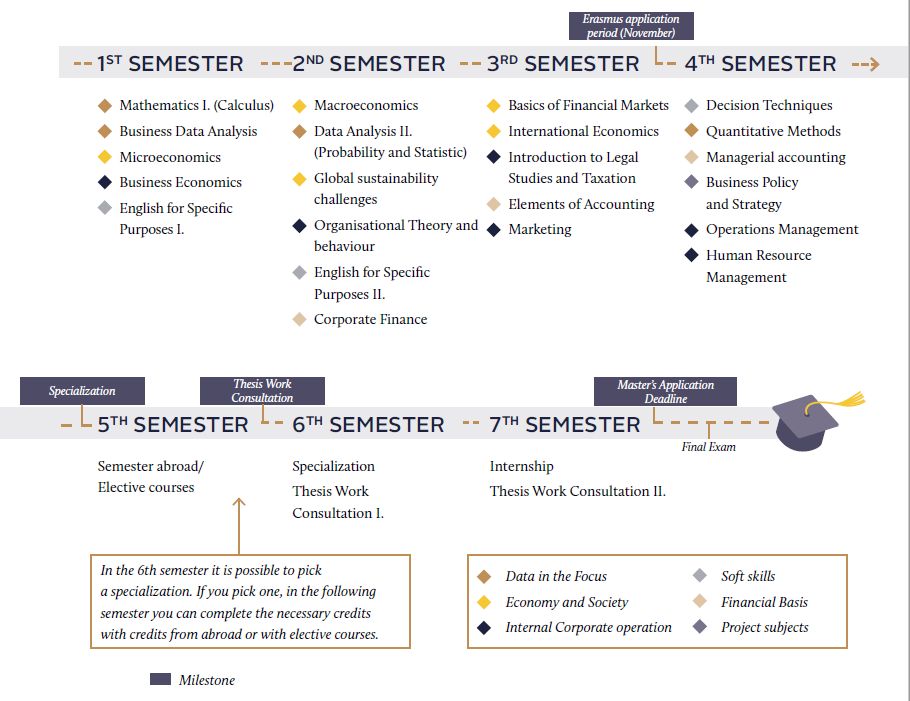 Erasmus application
period (November)
1ST SEMESTER
2ND SEMESTER
3RD SEMESTER
4TH SEMESTER
Mathematics I. (Calculus)
Business Data Analysis
Microeconomics
Business Economics
English for Specific
Purposes I.
Macroeconomics
Data Analysis II.
(Probability and Statistic)
Global sustainability
challenges
Organisational Theory and
behaviour
English for Specific
Purposes II.
Corporate Finance
Basics of Financial Markets
International Economics
Introduction to Legal
Studies and Taxation
Elements of Accounting
Marketing
Decision Techniques
Quantitative Methods
Managerial accounting
Business Policy
and Strategy
Operations Management
Human Resource
Management
Specialization
Thesis Work
Consultation
Master's Application
Deadline
5TH SEMESTER
6TH SEMESTER
7TH SEMESTER
Final Exam
Semester abroad/
Elective courses
Specialization
Thesis Work
Consultation I.
Internship
Thesis Work Consultation II.
In the 6th semester it is possible to pick
a specialization. If you pick one, in the following
semester you can complete the necessary credits
with credits from abroad or with elective courses.
Data in the Focus
Economy and Society
Internal Corporate operation
Soft skills
Financial Basis
Project subjects
Milestone